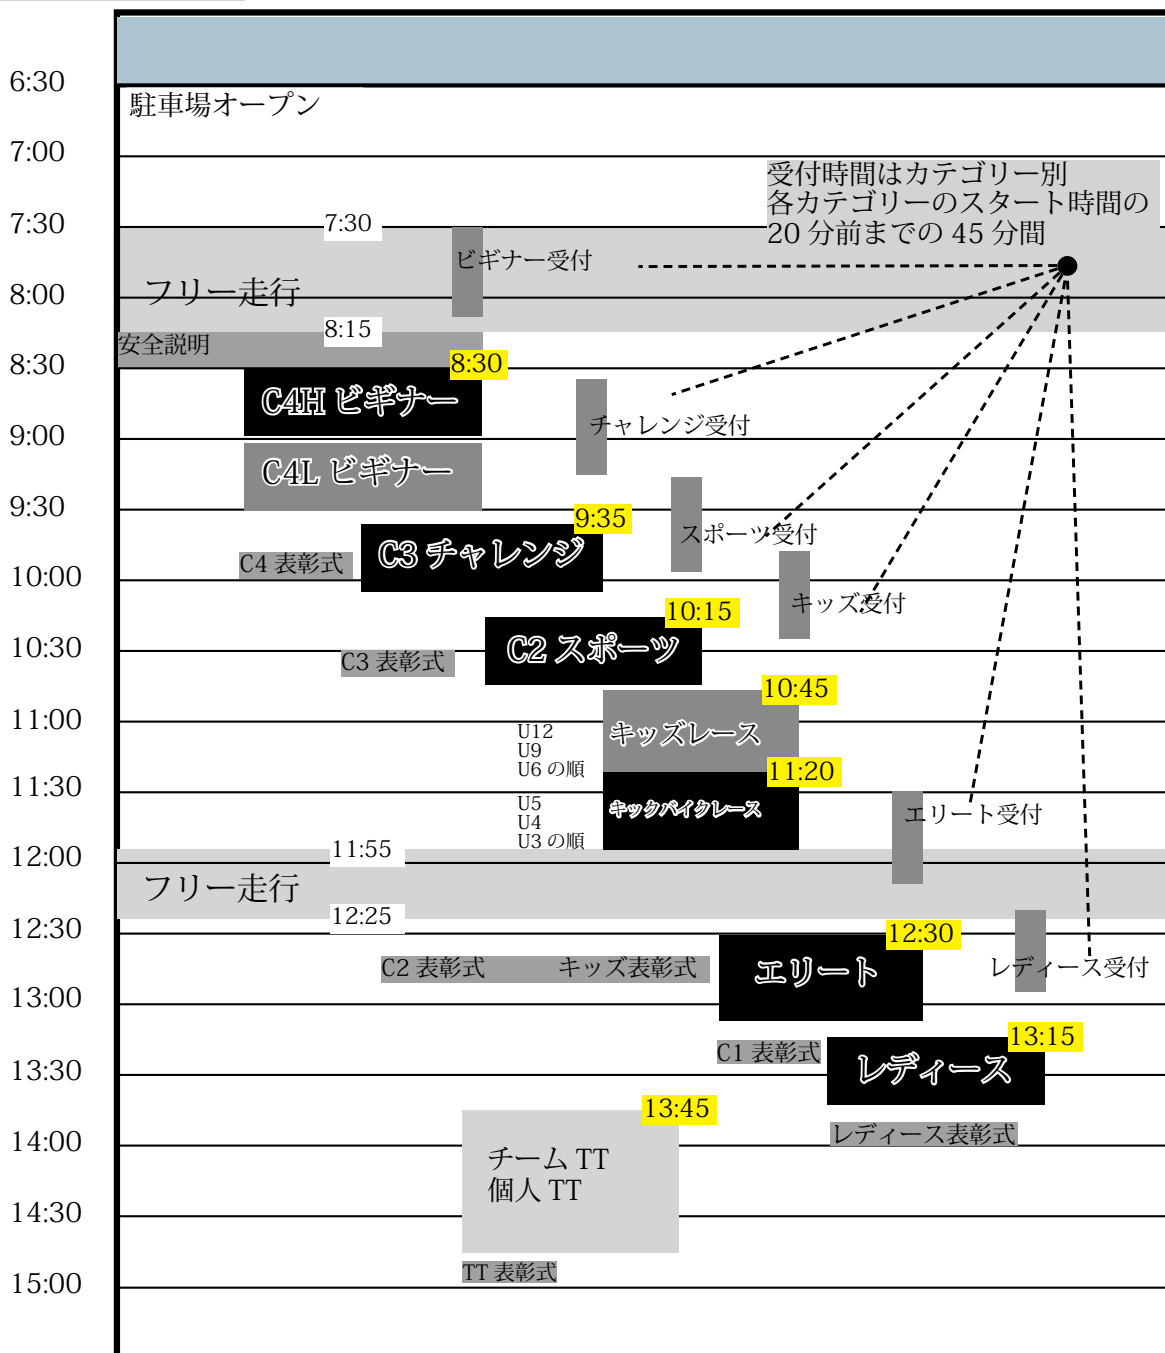 6:30
駐車場オープン
7:00
受付時間はカテゴリー別
各カテゴリーのスタート時間の
20 分前までの 45 分間
7:30
7:30
ビギナー受付
フリー走行
8:00
8:15
安全説明
8:30
8:30
C4H ビギナー
チャレンジ受付
9:00
C4L ビギナー
9:30
9:35
スポーツ受付
C3 チャレンジ
C4 表彰式
10:00
キッズ受付
10:15
10:30
C2 スポーツ
C3 表彰式
10:45
11:00
キッズレース
U12
U9
U6 の順
11:20
11:30
キックバイクレース
U5
U4
U3 の順
エリート受付
11:55
12:00
フリー走行
12:25
12:30
12:30
C2 表彰式
キッズ表彰式
エリート
レディース受付
13:00
13:15
C1 表彰式
レディース
13:30
13:45
レディース表彰式
14:00
チーム TT
個人 TT
14:30
TT 表彰式
15:00